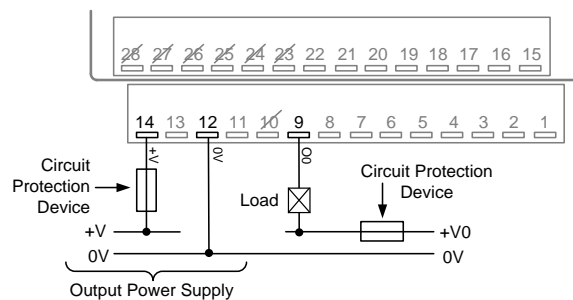 28 27 26 25 24 23 22 21 20 19 18 17 16 15
14 13 12 11 10 9 8 7 6 5 4 3 2 1
+V 0V O0
Circuit
Protection
Device
Circuit Protection
Device
Load
+V +V0
0V 0V
Output Power Supply